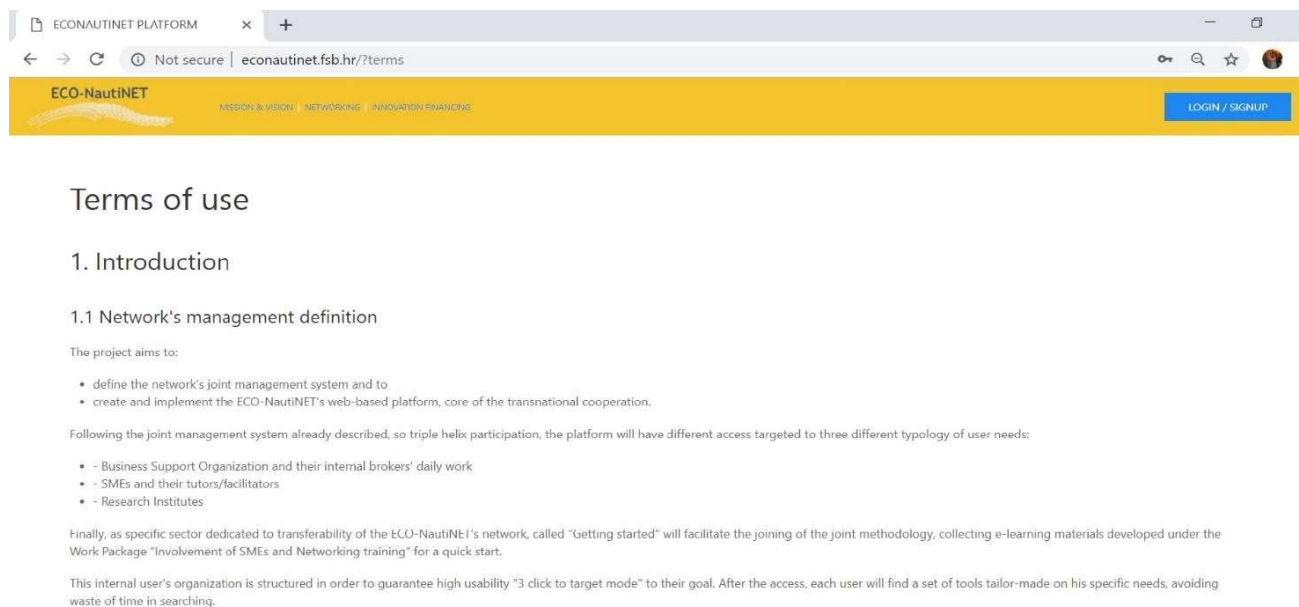 ECONAUTINET PLATFORM
Not secure | econautinet.fsb.hr/?terms
ECO-NautiNET
MISSION & VISION | NETWORKING | INNOVATION FINANCING
LOGIN / SIGNUP
Terms of use
1. Introduction
1.1 Network's management definition
The project aims to:
• define the network's joint management system and to
• create and implement the ECO-NautiNET's web-based platform, core of the transnational cooperation.
Following the joint management system already described, so triple helix participation, the platform will have different access targeted to three different typology of user needs:
• - Business Support Organization and their internal brokers' daily work
• - SMEs and their tutors/facilitators
• - Research Institutes
Finally, as specific sector dedicated to transferability of the ECO-NautiNET's network, called "Getting started" will facilitate the joining of the joint methodology, collecting e-learning materials developed under the
Work Package "Involvement of SMEs and Networking training" for a quick start.
This internal user's organization is structured in order to guarantee high usability "3 click to target mode" to their goal. After the access, each user will find a set of tools tailor-made on his specific needs, avoiding
waste of time in searching.